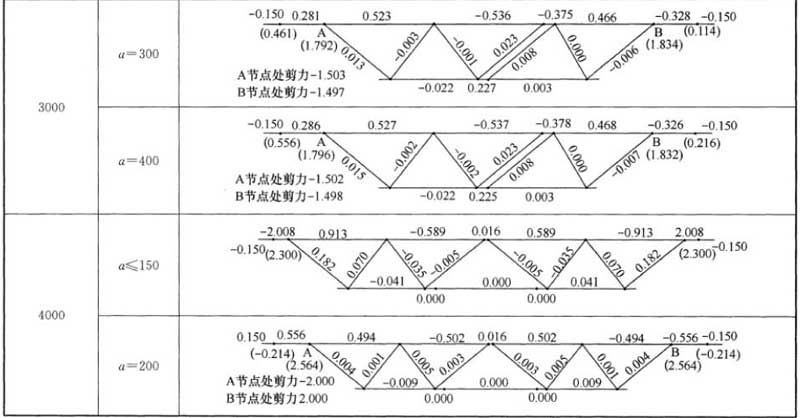 3000
a=300
-0.150 0.281 0.523 -0.536 -0.375 0.466 -0.328 -0.150
(0.461) A B (0.114)
(1.792) (1.834)
0.013 -0.003 -0.001 0.023 0.008 0.000 -0.006
A节点处剪力-1.503
B节点处剪力-1.497
-0.022 0.227 0.003
a=400
-0.150 0.286 0.527 -0.537 -0.378 0.468 -0.326 -0.150
(0.556) A B (0.216)
(1.796) (1.832)
0.015 -0.002 -0.002 0.023 0.008 0.000 -0.007
A节点处剪力-1.502
B节点处剪力-1.498
-0.022 0.225 0.003
4000
a≤150
-2.008 0.913 -0.589 0.016 0.589 -0.913 2.008
-0.150 -0.150
(2.300) (2.300)
0.182 0.070 -0.035 -0.005 -0.005 -0.035 0.070 0.182
-0.041 0.000 0.041
0.000 0.000
a=200
0.150 0.556 0.494 -0.502 0.016 0.502 -0.494 -0.556 -0.150
(-0.214) A B (-0.214)
(2.564) (2.564)
0.004 0.001 0.005 0.003 0.003 0.005 0.001 0.004
A节点处剪力-2.000
B节点剪力2.000
-0.009 0.000 0.009
0.000 0.000